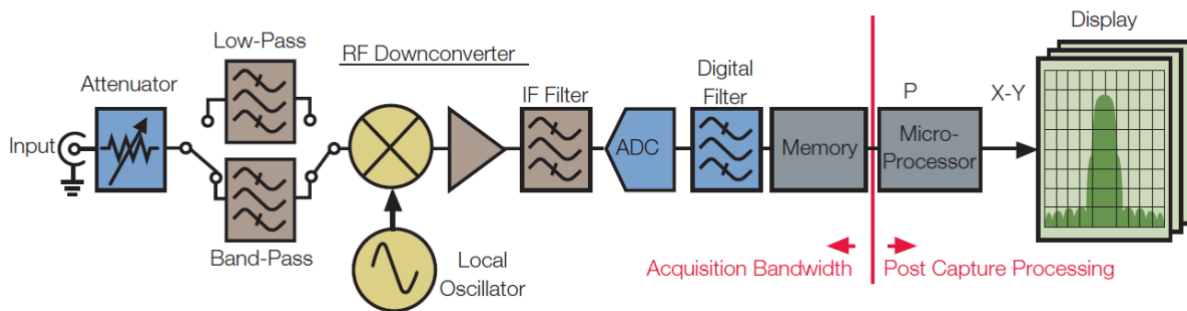 Display
Low-Pass
RF Downconverter
Attenuator
Digital
Filter
IF Filter
P
X-Y
Input
ADC
Memory
Micro-
Processor
Band-Pass
Local
Oscillator
Acquisition Bandwidth
Post Capture Processing